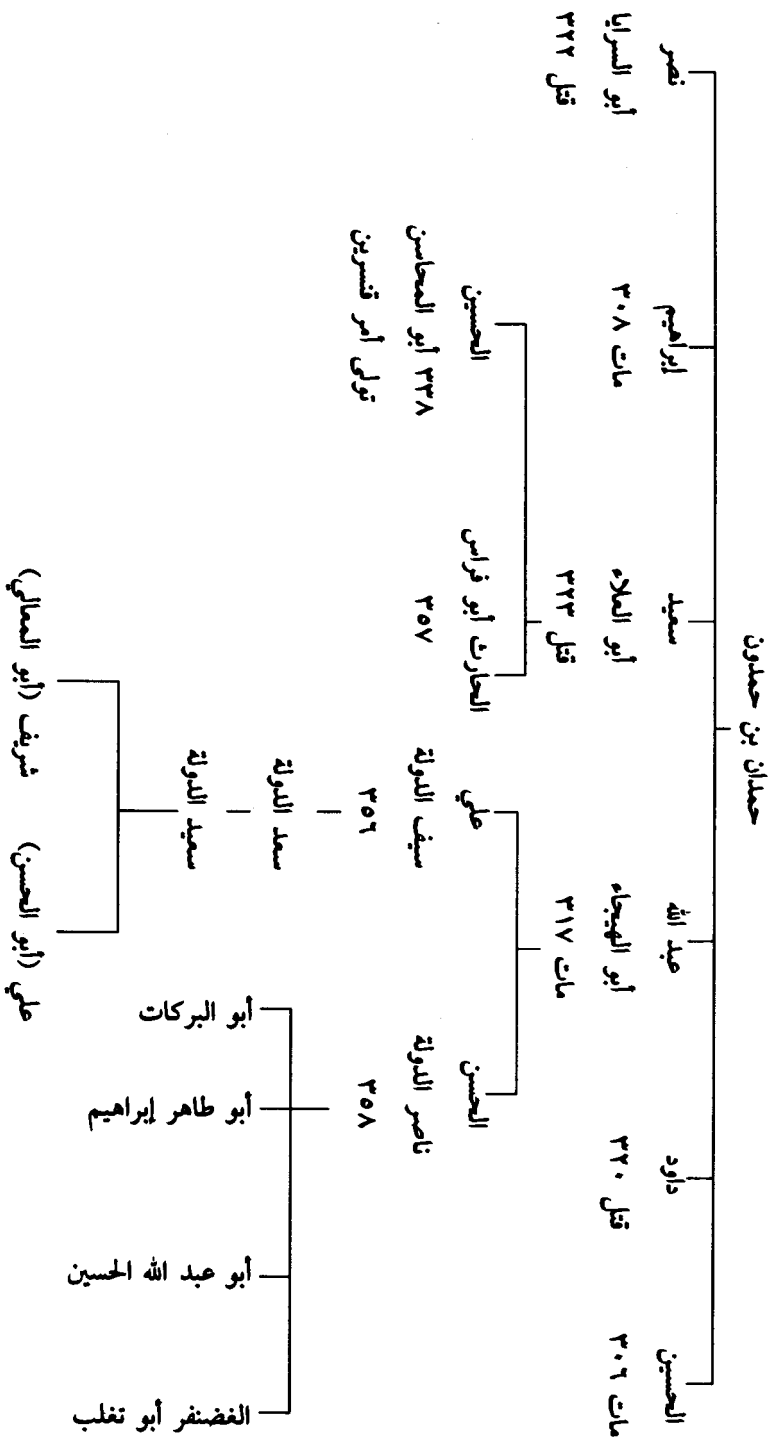 حمدان بن حمدون
الحسين
مات ٣٠٦
داود
قتل ٣٢٠
عبد الله
أبو الهيجاء
مات ٣١٧
سعيد
أبو العلاء
قتل ٣٢٣
إبراهيم
مات ٣٠٨
نصر
أبو السرايا
قتل ٣٢٢
الحسن
ناصر الدولة
٣٥٨
علي
سيف الدولة
٣٥٦
الحارث أبو فراس
٣٥٧
الحسين
٣٣٨ أبو المحاسن
تولى أمر قنسرين
سعد الدولة
سعيد الدولة
علي (أبو الحسن)
شريف (أبو المعالي)
أبو البركات
أبو طاهر إبراهيم
أبو عبد الله الحسين
الغضنفر أبو تغلب